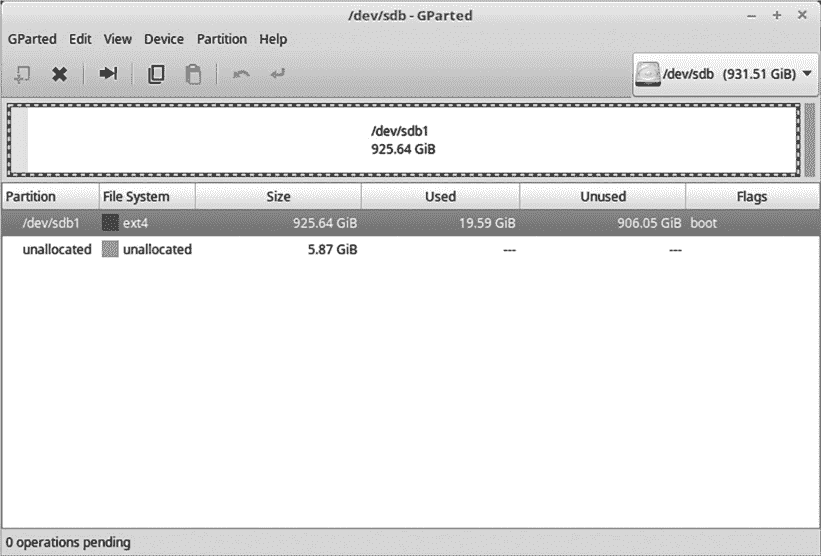 /dev/sdb - GParted
GParted Edit View Device Partition Help
/dev/sdb (931.51 GiB)
/dev/sdb1
925.64 GiB
Partition File System Size Used Unused Flags
/dev/sdb1 ext4 925.64 GiB 19.59 GiB 906.05 GiB boot
unallocated unallocated 5.87 GiB --- ---
0 operations pending